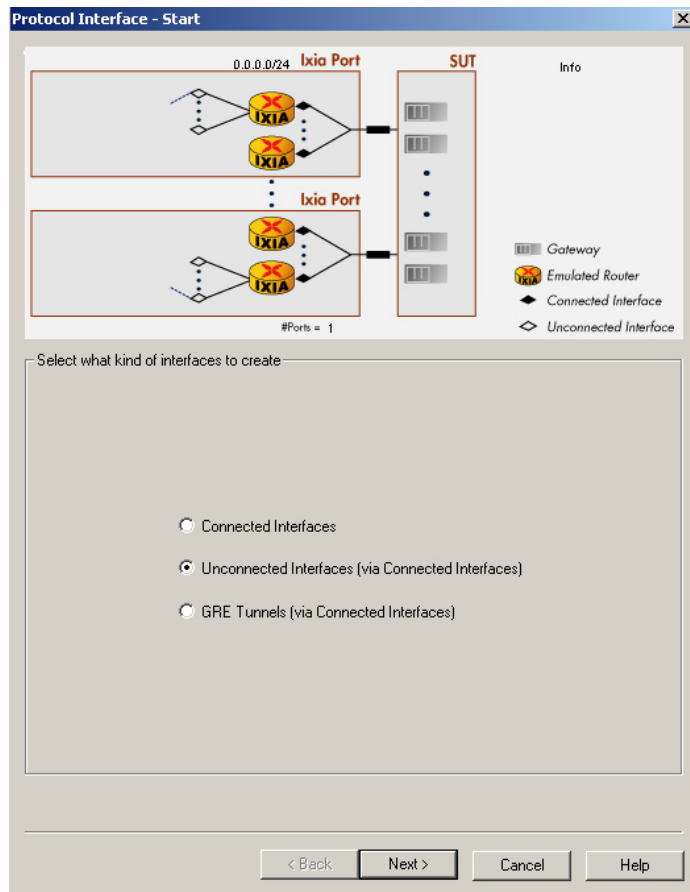 Protocol Interface - Start
0.0.0.0/24 Ixia Port SUT Info
IXIA
IXIA
Ixia Port
IXIA
IXIA
Gateway
IXIA Emulated Router
Connected Interface
Unconnected Interface
#Ports = 1
Select what kind of interfaces to create
Connected Interfaces
Unconnected Interfaces (via Connected Interfaces)
GRE Tunnels (via Connected Interfaces)
< Back Next > Cancel Help